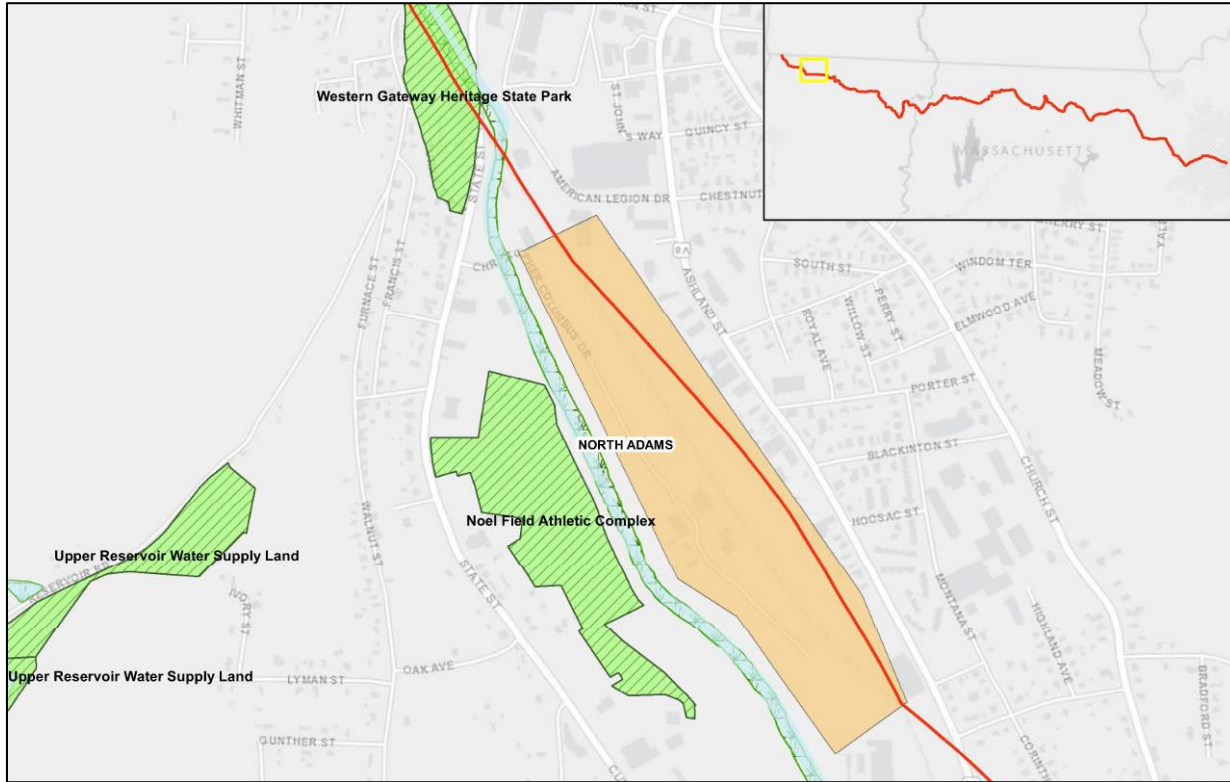 WHITMAN ST
STATE ST
Western Gateway Heritage State Park
ST JOHN'S WAY
QUINCY ST
AMERICAN LEGION DR
CHESTNUT
MASSACHUSETTS
CHERRY ST
FURNACE ST
FRANCIS ST
8A
ASHLAND ST
SOUTH ST
WINDOM TER
PERRY ST
WILLOW ST
ROYAL AVE
ELMWOOD AVE
MEADOW ST
PORTER ST
NORTH ADAMS
BLACKINTON ST
CHURCH ST
WALNUT ST
Noel Field Athletic Complex
HOOSAC ST
Upper Reservoir Water Supply Land
RESERVOIR RD
IVORY ST
STATE ST
MONTANA ST
HIGHLAND AVE
OAK AVE
Upper Reservoir Water Supply Land
LYMAN ST
BRADFORD ST
GUNTHER ST